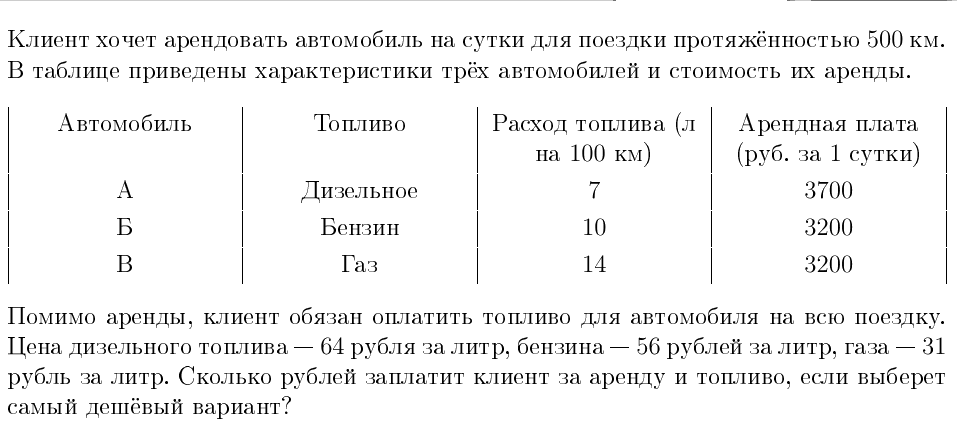 Клиент хочет арендовать автомобиль на сутки для поездки протяжённостью 500 км.
В таблице приведены характеристики трёх автомобилей и стоимость их аренды.
Автомобиль Топливо Расход топлива (л Арендная плата
на 100 км) (руб. за 1 сутки)
А Дизельное 7 3700
Б Бензин 10 3200
В Газ 14 3200
Помимо аренды, клиент обязан оплатить топливо для автомобиля на всю поездку.
Цена дизельного топлива — 64 рубля за литр, бензина — 56 рублей за литр, газа — 31
рубль за литр. Сколько рублей заплатит клиент за аренду и топливо, если выберет
самый дешёвый вариант?